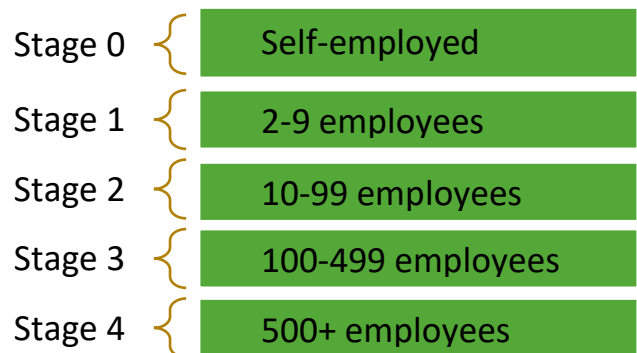 Stage 0 Self-employed
Stage 1 2-9 employees
Stage 2 10-99 employees
Stage 3 100-499 employees
Stage 4 500+ employees